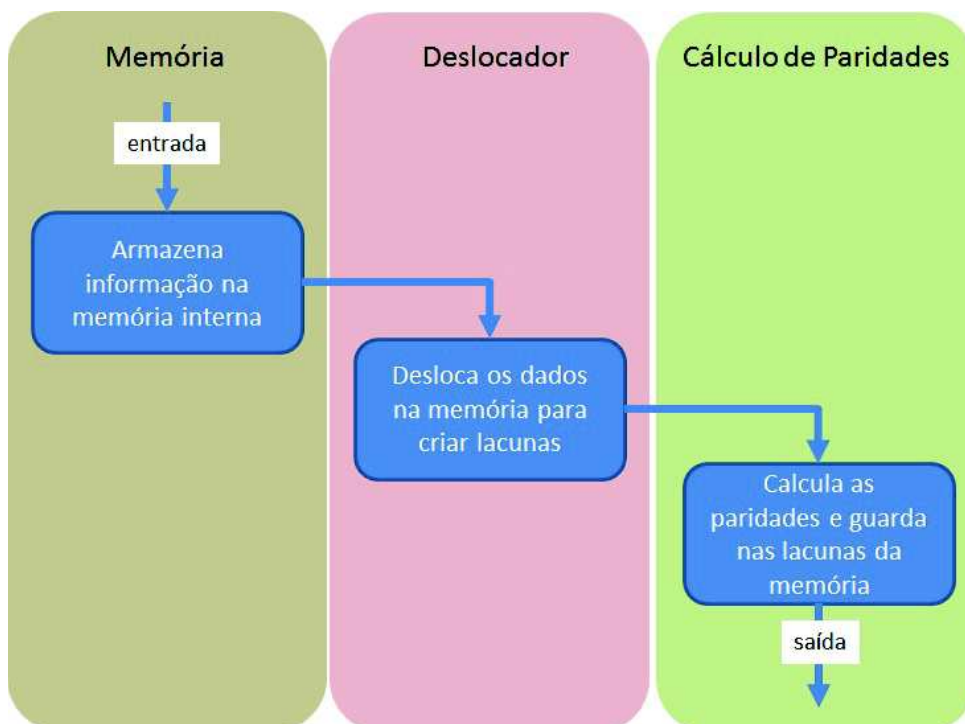 Memória
Deslocador
Cálculo de Paridades
entrada
Armazena
informação na
memória interna
Desloca os dados
na memória para
criar lacunas
Calcula as
paridades e guarda
nas lacunas da
memória
saída